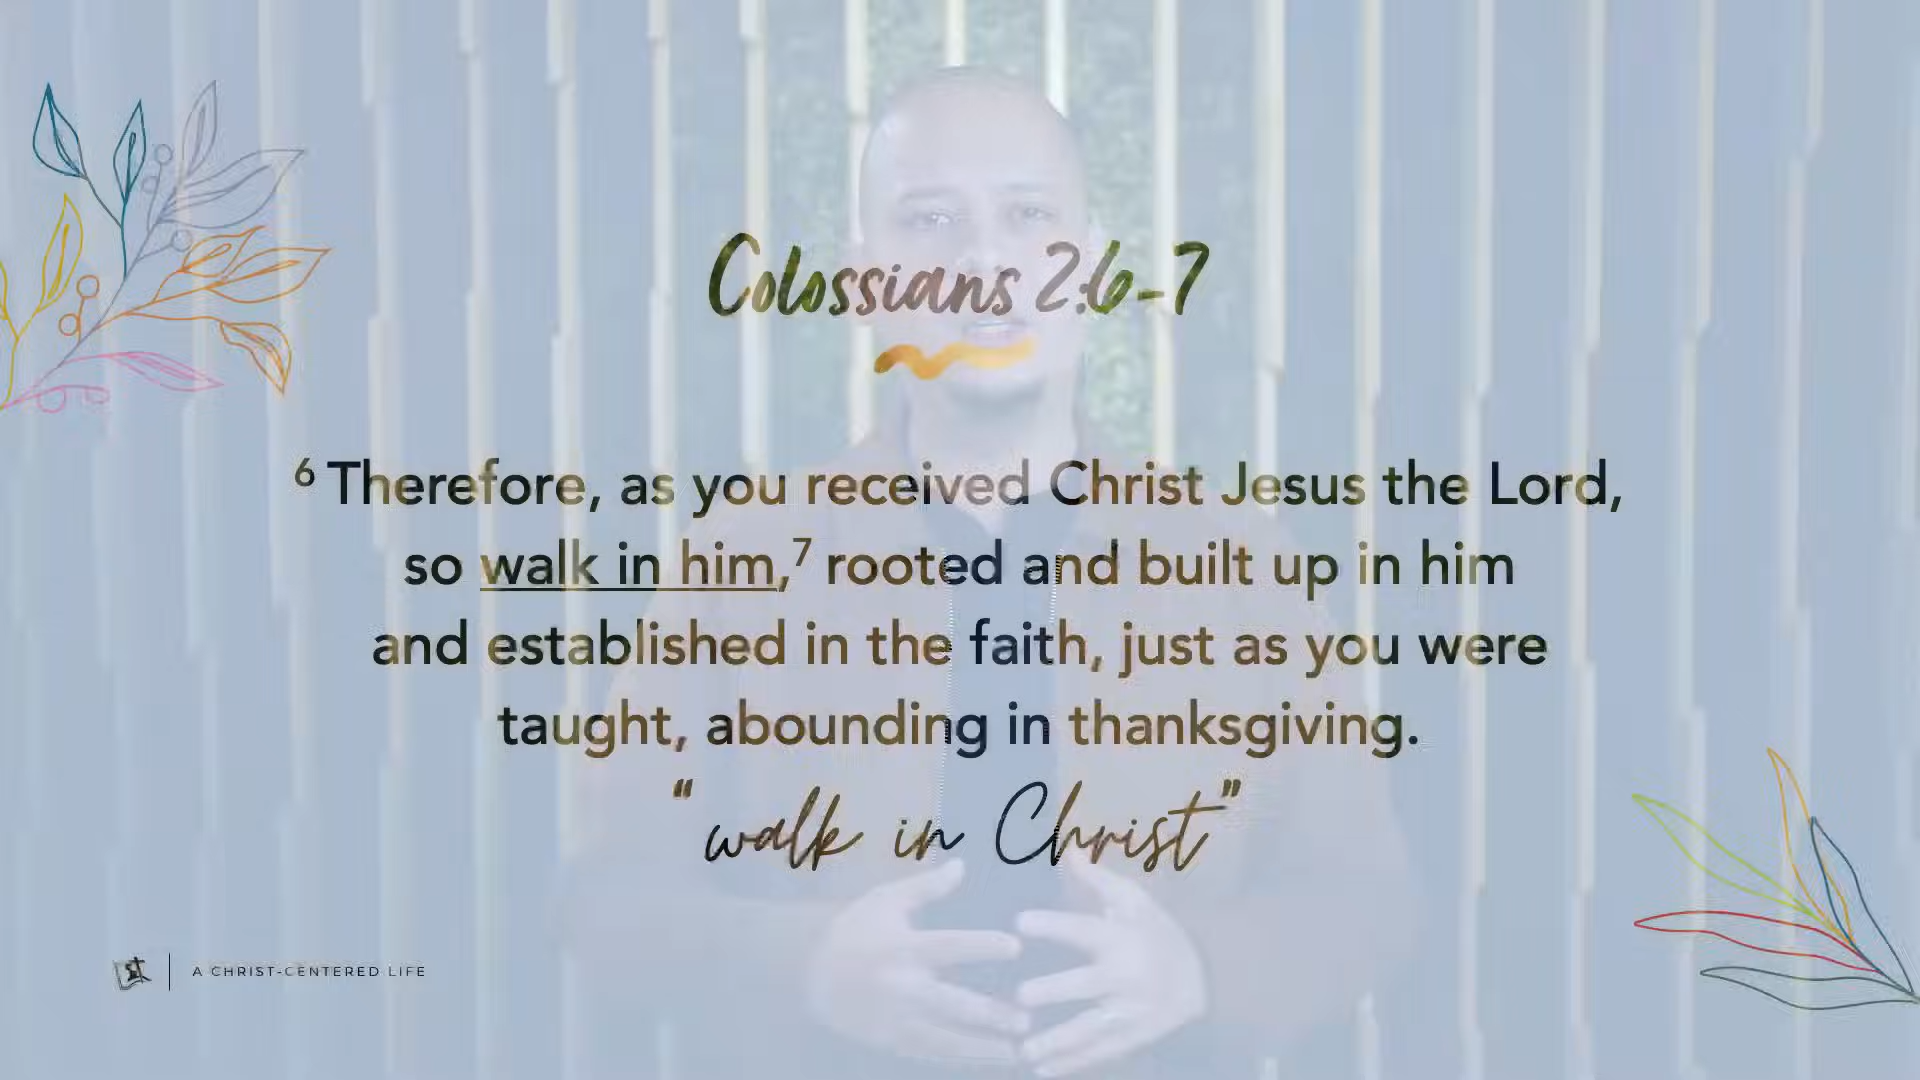 Colossians 2:6-7
⁶ Therefore, as you received Christ Jesus the Lord,
so walk in him,⁷ rooted and built up in him
and established in the faith, just as you were
taught, abounding in thanksgiving.
“walk in Christ”
A CHRIST-CENTERED LIFE